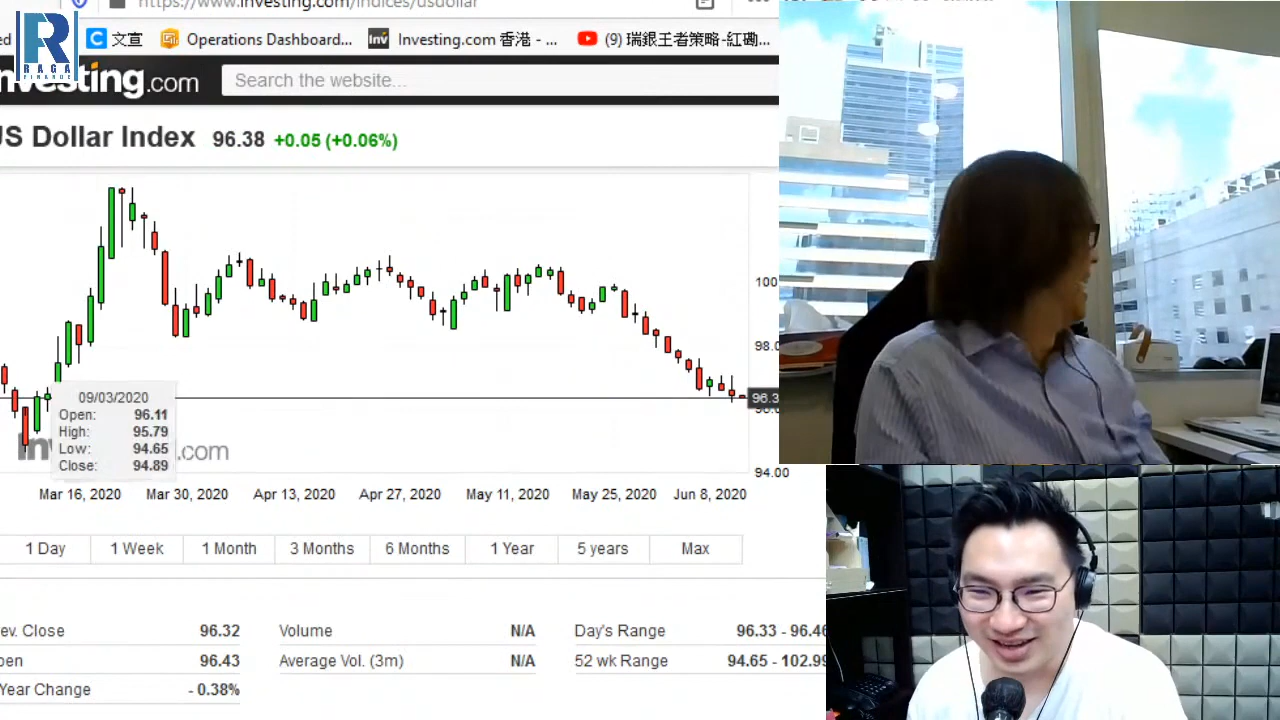 https://www.investing.com/indices/usdollar
RAGA
FINANCE
文宣
Operations Dashboard...
Inv
Investing.com 香港 - ...
(9) 瑞銀王者策略-紅磡...
Investing.com
Search the website...
US Dollar Index 96.38 +0.05 (+0.06%)
100
98.0
96.3
94.00
09/03/2020
Open: 96.11
High: 95.79
Low: 94.65
Close: 94.89
Mar 16, 2020 Mar 30, 2020 Apr 13, 2020 Apr 27, 2020 May 11, 2020 May 25, 2020 Jun 8, 2020
1 Day 1 Week 1 Month 3 Months 6 Months 1 Year 5 years Max
ev. Close 96.32 Volume N/A Day's Range 96.33 - 96.46
pen 96.43 Average Vol. (3m) N/A 52 wk Range 94.65 - 102.99
Year Change - 0.38%